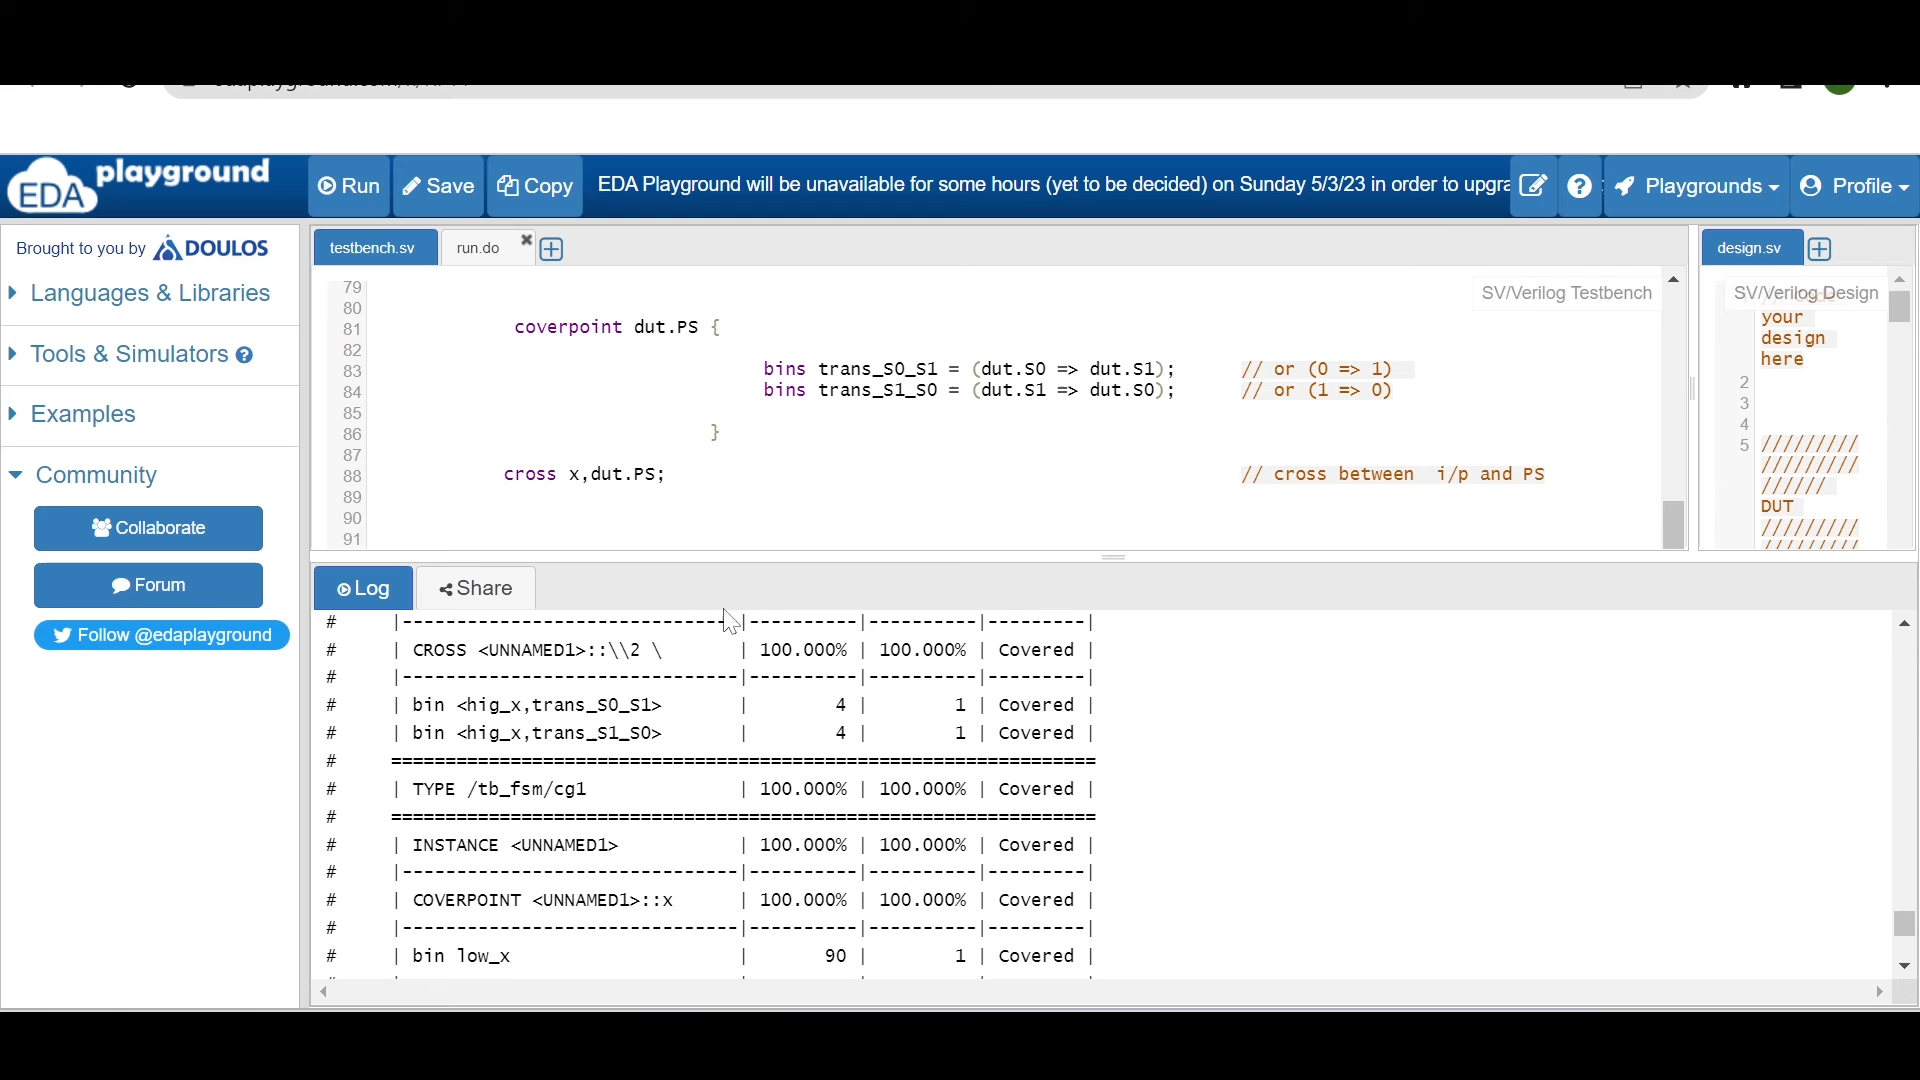 EDA playground
Run
Save
Copy
EDA Playground will be unavailable for some hours (yet to be decided) on Sunday 5/3/23 in order to upgra
Playgrounds
Profile
Brought to you by DOULOS
Languages & Libraries
Tools & Simulators
Examples
Community
Collaborate
Forum
Follow @edaplayground
testbench.sv
run.do
SV/Verilog Testbench
79
80
81 coverpoint dut.PS {
82
83 bins trans_S0_S1 = (dut.S0 => dut.S1); // or (0 => 1)
84 bins trans_S1_S0 = (dut.S1 => dut.S0); // or (1 => 0)
85
86 }
87
88 cross x,dut.PS; // cross between i/p and PS
89
90
91
design.sv
SV/Verilog Design
your
design
here
2
3
4
5 /////////
/////////
//////
DUT
/////////
/////////
Log
Share
# |-------------------------------|----------|----------|---------|
# | CROSS <UNNAMED1>::\\2 \ | 100.000% | 100.000% | Covered |
# |-------------------------------|----------|----------|---------|
# | bin <hig_x,trans_S0_S1> | 4 | 1 | Covered |
# | bin <hig_x,trans_S1_S0> | 4 | 1 | Covered |
# =================================================================
# | TYPE /tb_fsm/cg1 | 100.000% | 100.000% | Covered |
# =================================================================
# | INSTANCE <UNNAMED1> | 100.000% | 100.000% | Covered |
# |-------------------------------|----------|----------|---------|
# | COVERPOINT <UNNAMED1>::x | 100.000% | 100.000% | Covered |
# |-------------------------------|----------|----------|---------|
# | bin low_x | 90 | 1 | Covered |